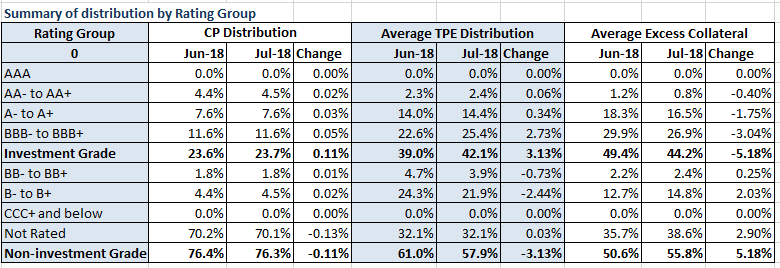 Summary of distribution by Rating Group
Rating Group CP Distribution Average TPE Distribution Average Excess Collateral
0 Jun-18 Jul-18 Change Jun-18 Jul-18 Change Jun-18 Jul-18 Change
AAA 0.0% 0.0% 0.00% 0.0% 0.0% 0.00% 0.0% 0.0% 0.00%
AA- to AA+ 4.4% 4.5% 0.02% 2.3% 2.4% 0.06% 1.2% 0.8% -0.40%
A- to A+ 7.6% 7.6% 0.03% 14.0% 14.4% 0.34% 18.3% 16.5% -1.75%
BBB- to BBB+ 11.6% 11.6% 0.05% 22.6% 25.4% 2.73% 29.9% 26.9% -3.04%
Investment Grade 23.6% 23.7% 0.11% 39.0% 42.1% 3.13% 49.4% 44.2% -5.18%
BB- to BB+ 1.8% 1.8% 0.01% 4.7% 3.9% -0.73% 2.2% 2.4% 0.25%
B- to B+ 4.4% 4.5% 0.02% 24.3% 21.9% -2.44% 12.7% 14.8% 2.03%
CCC+ and below 0.0% 0.0% 0.00% 0.0% 0.0% 0.00% 0.0% 0.0% 0.00%
Not Rated 70.2% 70.1% -0.13% 32.1% 32.1% 0.03% 35.7% 38.6% 2.90%
Non-investment Grade 76.4% 76.3% -0.11% 61.0% 57.9% -3.13% 50.6% 55.8% 5.18%